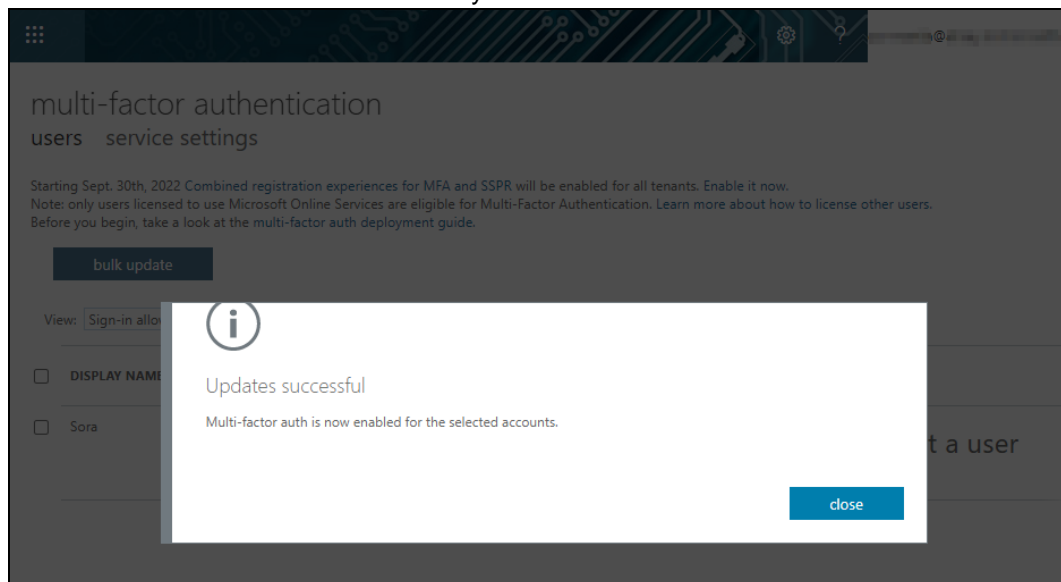 ?
@
multi-factor authentication
users service settings
Starting Sept. 30th, 2022 Combined registration experiences for MFA and SSPR will be enabled for all tenants. Enable it now.
Note: only users licensed to use Microsoft Online Services are eligible for Multi-Factor Authentication. Learn more about how to license other users.
Before you begin, take a look at the multi-factor auth deployment guide.
bulk update
View: Sign-in allo
DISPLAY NAME
Sora
Updates successful
Multi-factor auth is now enabled for the selected accounts.
t a user
close